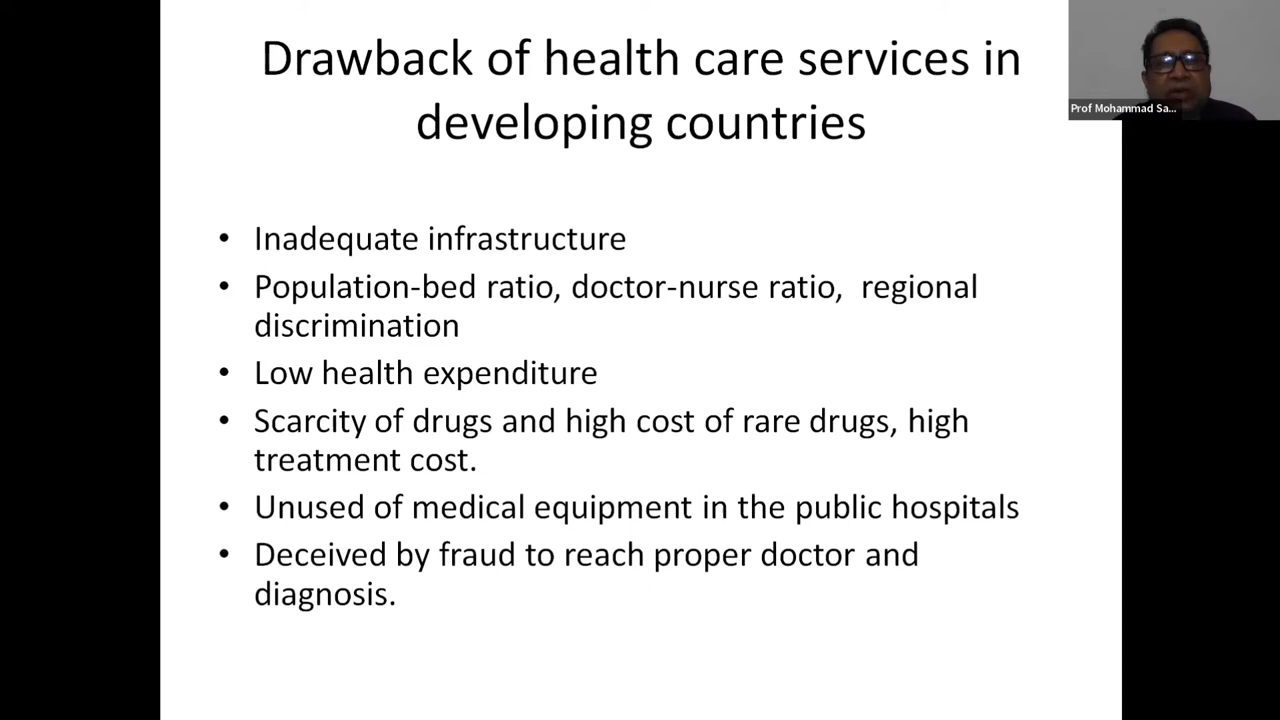 Drawback of health care services in
developing countries
Prof Mohammad Sa...
• Inadequate infrastructure
• Population-bed ratio, doctor-nurse ratio,  regional
discrimination
• Low health expenditure
• Scarcity of drugs and high cost of rare drugs, high
treatment cost.
• Unused of medical equipment in the public hospitals
• Deceived by fraud to reach proper doctor and
diagnosis.